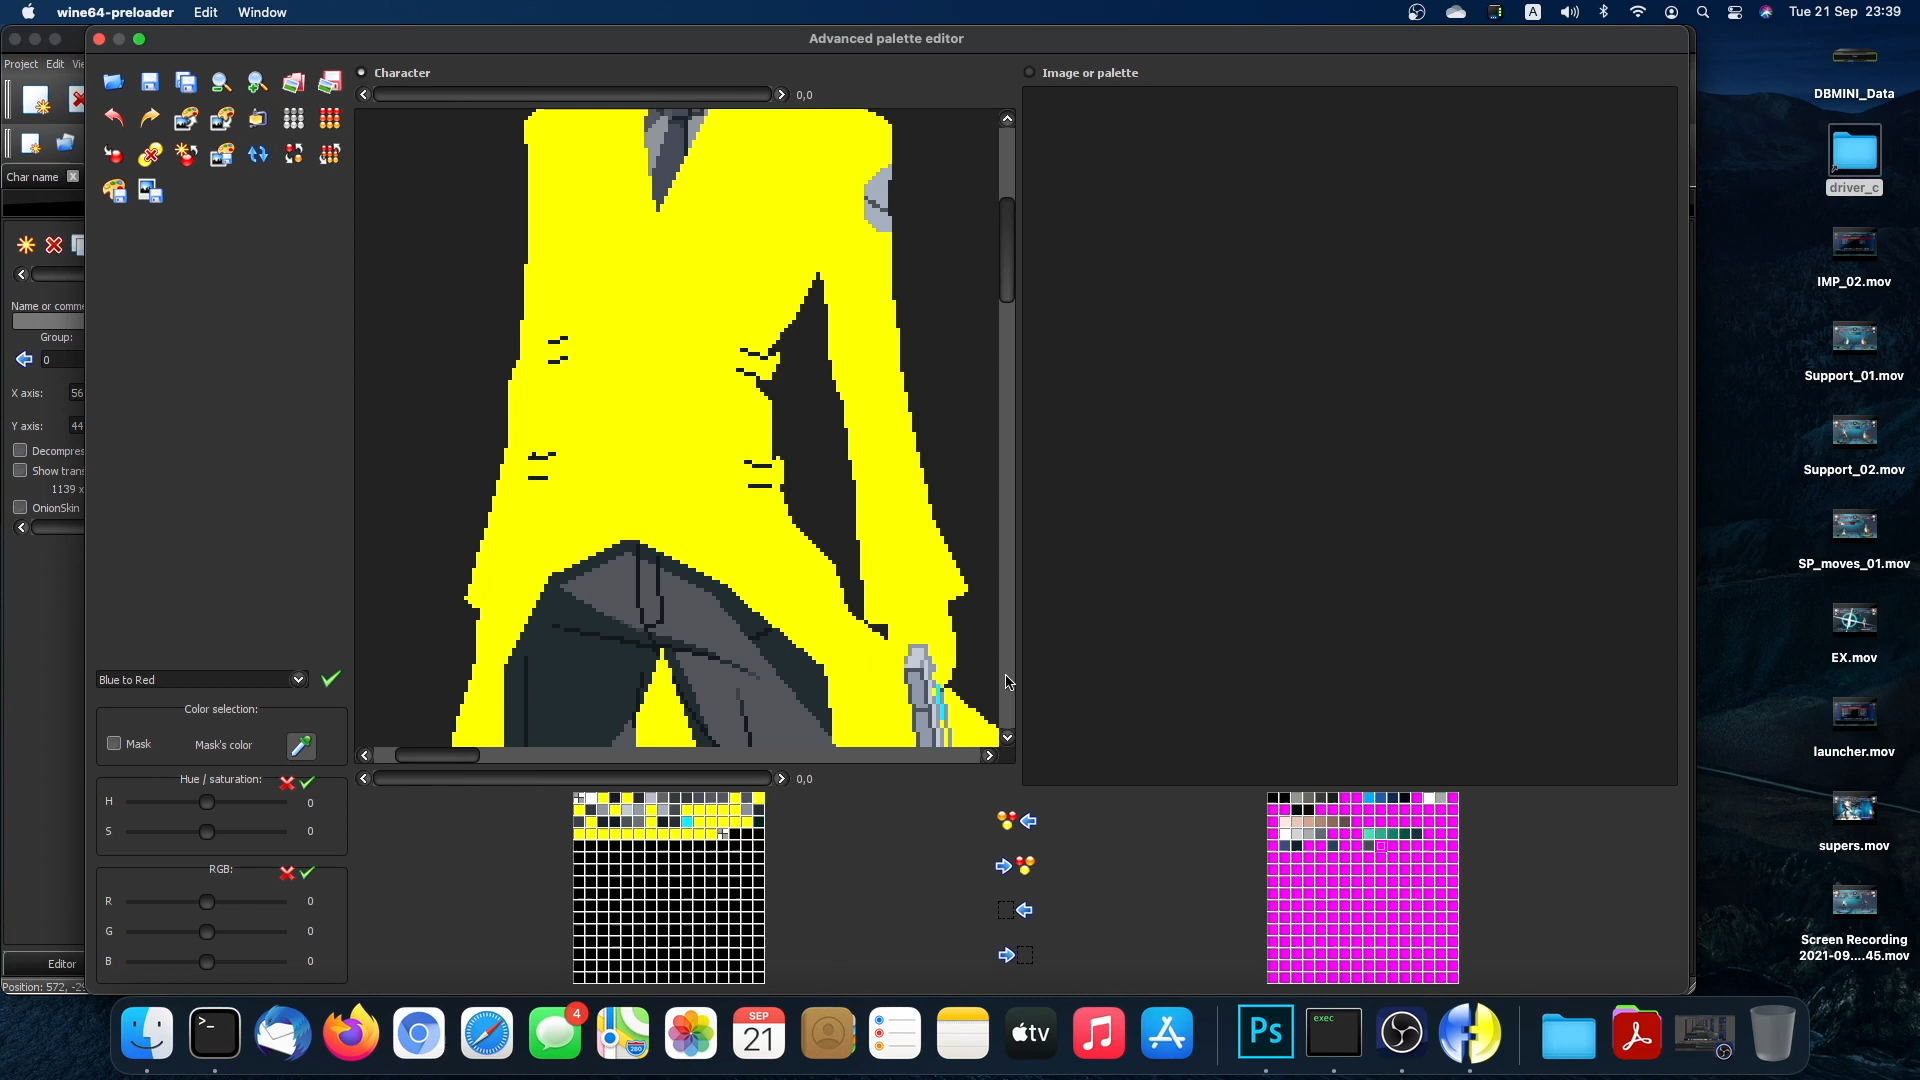 wine64-preloader
Edit
Window
A
Tue 21 Sep 23:39
Advanced palette editor
Project Edit
Character
0,0
Image or palette
Char name
Name or comme
Group:
0
X axis: 56
Y axis: 44
Decompres
Show trans
1139 x
OnionSkin
Editor
Position: 572, -2
Blue to Red
Color selection:
Mask
Mask's color
Hue / saturation:
H 0
S 0
RGB:
R 0
G 0
B 0
0,0
DBMINI_Data
driver_c
IMP_02.mov
Support_01.mov
Support_02.mov
SP_moves_01.mov
EX.mov
launcher.mov
supers.mov
Screen Recording
2021-09....45.mov
4
280
SEP
21
tv
Ps
exec